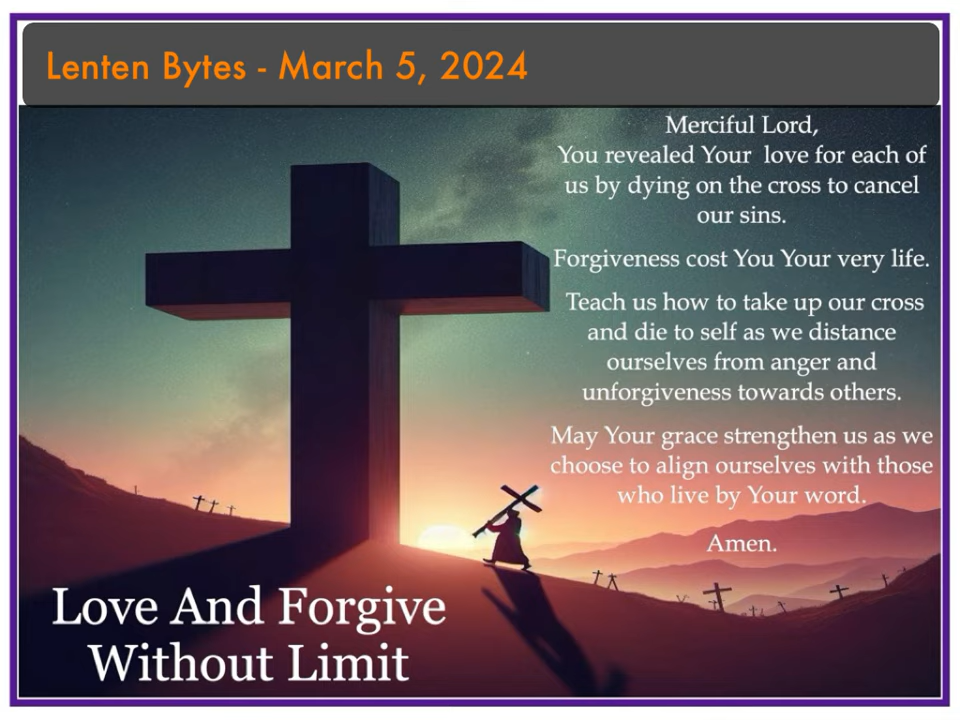 Lenten Bytes - March 5, 2024
Merciful Lord,
You revealed Your love for each of
us by dying on the cross to cancel
our sins.
Forgiveness cost You Your very life.
Teach us how to take up our cross
and die to self as we distance
ourselves from anger and
unforgiveness towards others.
May Your grace strengthen us as we
choose to align ourselves with those
who live by Your word.
Amen.
Love And Forgive
Without Limit